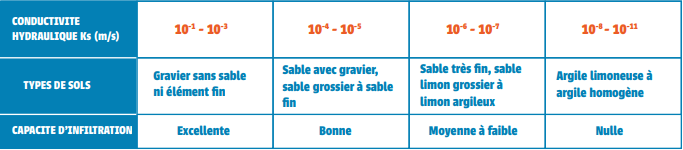 CONDUCTIVITE
HYDRAULIQUE Ks (m/s)
10-1 - 10-3
10-4 - 10-5
10-6 - 10-7
10-8 - 10-11
TYPES DE SOLS
Gravier sans sable
ni élément fin
Sable avec gravier,
sable grossier à sable
fin
Sable très fin, sable
limon grossier à
limon argileux
Argile limoneuse à
argile homogène
CAPACITE D'INFILTRATION
Excellente
Bonne
Moyenne à faible
Nulle